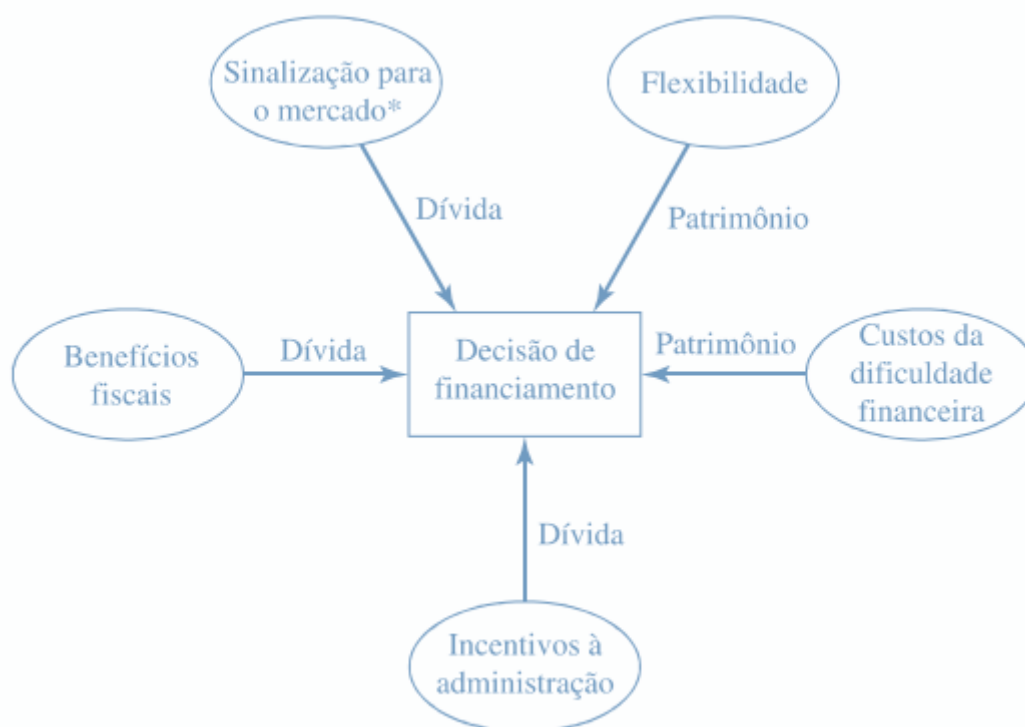 Sinalização para
o mercado*
Flexibilidade
Dívida
Patrimônio
Benefícios
fiscais
Dívida
Decisão de
financiamento
Patrimônio
Custos da
dificuldade
financeira
Dívida
Incentivos à
administração